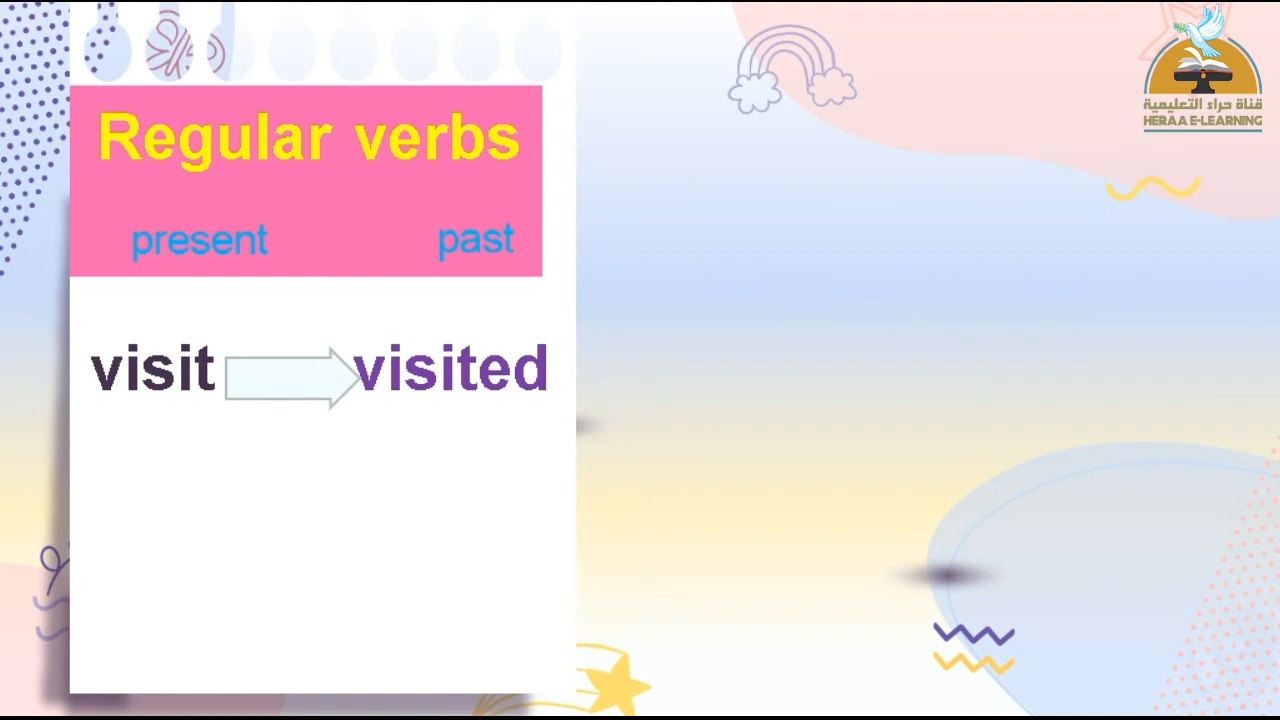 Regular verbs
present past
visit visited
قناة حراء التعليمية
HERAA E-LEARNING